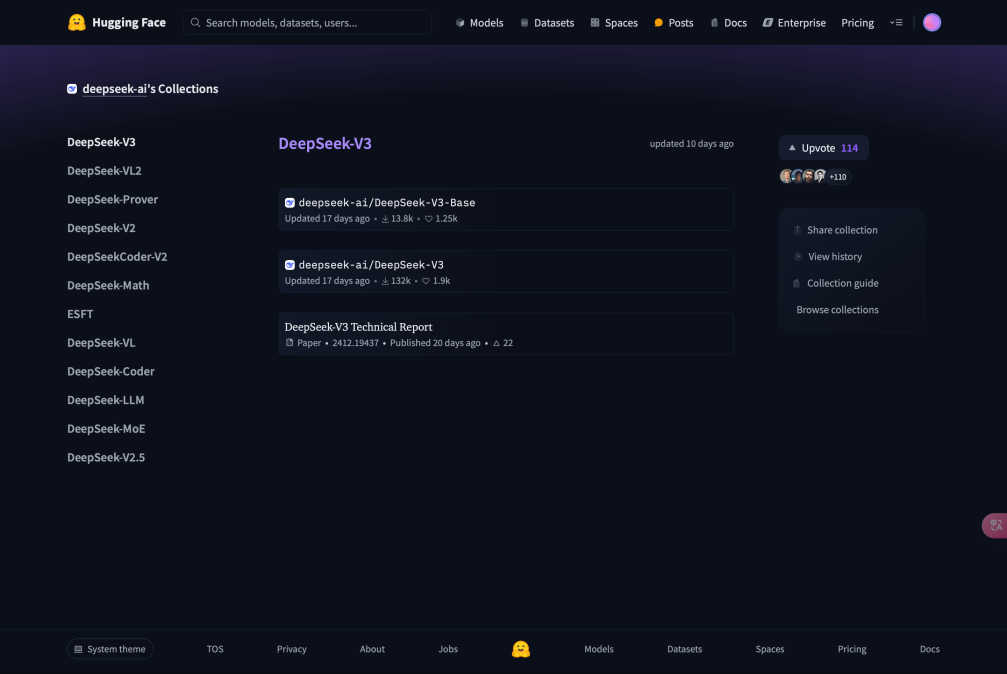 Hugging Face
Search models, datasets, users...
Models
Datasets
Spaces
Posts
Docs
Enterprise
Pricing
deepseek-ai's Collections
DeepSeek-V3
DeepSeek-VL2
DeepSeek-Prover
DeepSeek-V2
DeepSeekCoder-V2
DeepSeek-Math
ESFT
DeepSeek-VL
DeepSeek-Coder
DeepSeek-LLM
DeepSeek-MoE
DeepSeek-V2.5
DeepSeek-V3
updated 10 days ago
deepseek-ai/DeepSeek-V3-Base
Updated 17 days ago • 13.8k • 1.25k
deepseek-ai/DeepSeek-V3
Updated 17 days ago • 132k • 1.9k
DeepSeek-V3 Technical Report
Paper • 2412.19437 • Published 20 days ago • 22
Upvote 114
+110
Share collection
View history
Collection guide
Browse collections
System theme
TOS
Privacy
About
Jobs
Models
Datasets
Spaces
Pricing
Docs